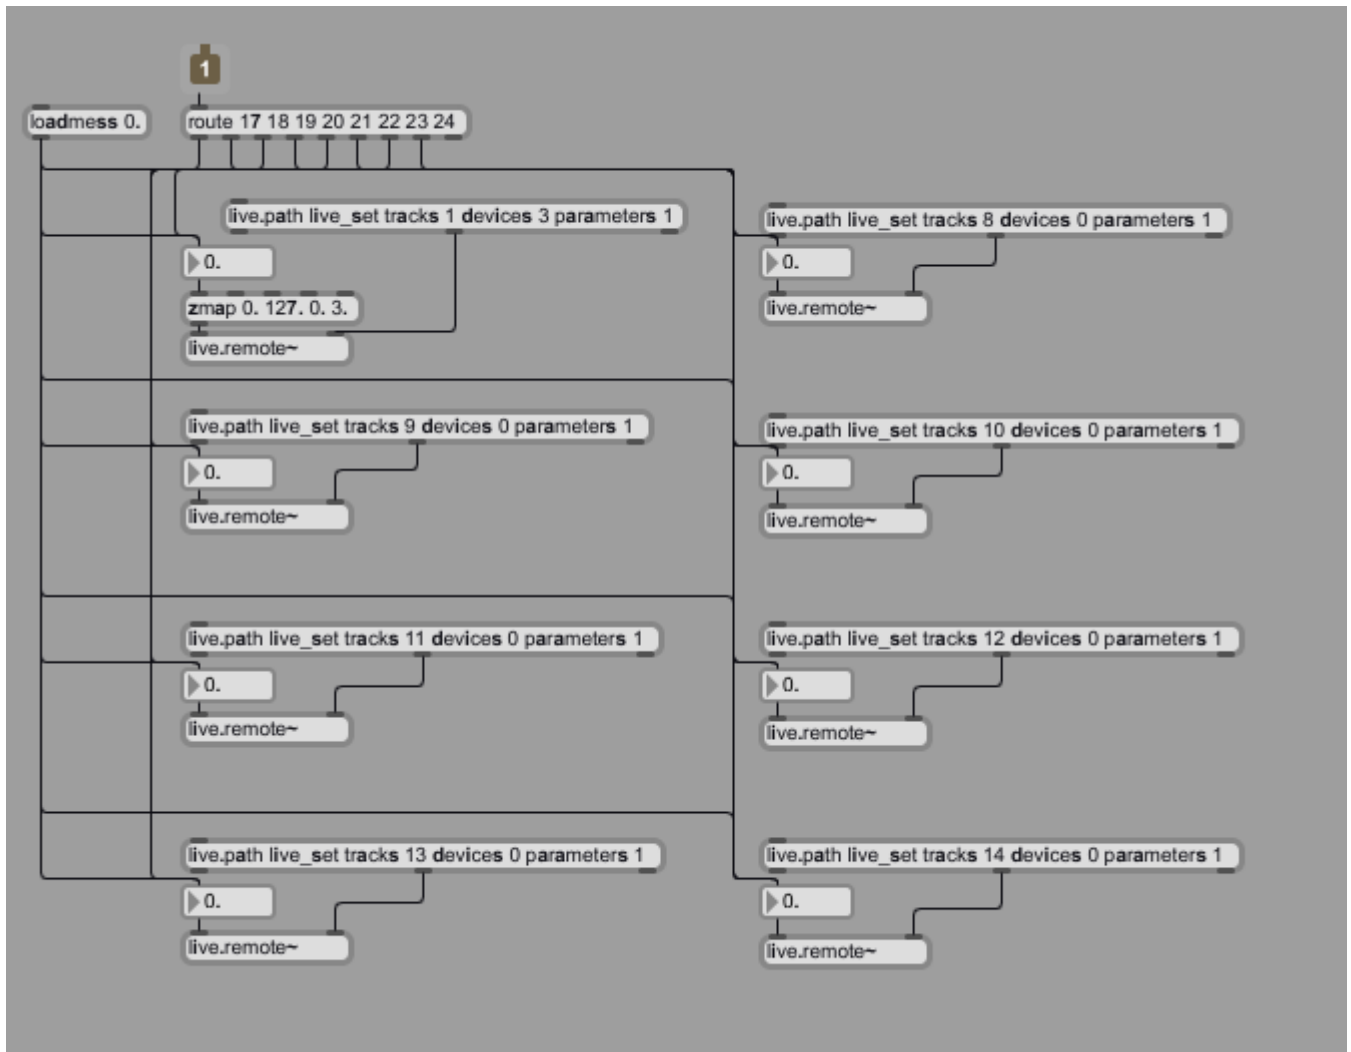 1
loadmess 0.
route 17 18 19 20 21 22 23 24
live.path live_set tracks 1 devices 3 parameters 1
live.path live_set tracks 8 devices 0 parameters 1
0.
0.
zmap 0. 127. 0. 3.
live.remote~
live.remote~
live.path live_set tracks 9 devices 0 parameters 1
live.path live_set tracks 10 devices 0 parameters 1
0.
0.
live.remote~
live.remote~
live.path live_set tracks 11 devices 0 parameters 1
live.path live_set tracks 12 devices 0 parameters 1
0.
0.
live.remote~
live.remote~
live.path live_set tracks 13 devices 0 parameters 1
live.path live_set tracks 14 devices 0 parameters 1
0.
0.
live.remote~
live.remote~